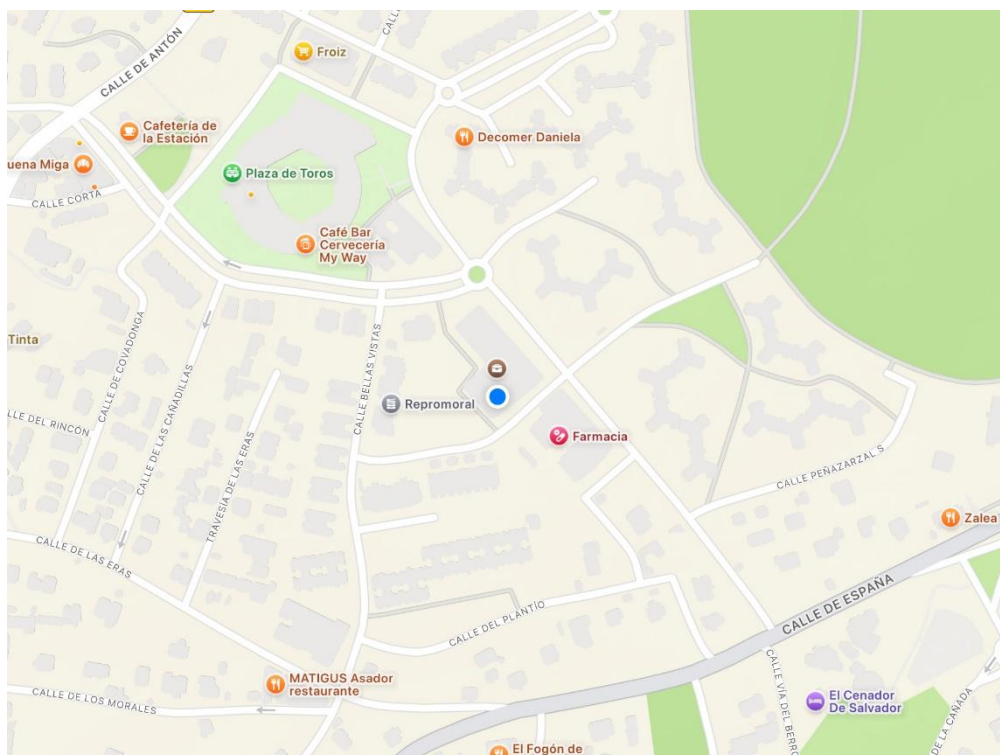 Froiz
CALLE DE ANTÓN
Cafetería de
la Estación
Decomer Daniela
uena Miga
Plaza de Toros
CALLE CORTA
Café Bar
Cervecería
My Way
Tinta
CALLE DE COVADONGA
CALLE DE LAS CAÑADILLAS
CALLE BELLAS VISTAS
Repromoral
LLE DEL RINCÓN
TRAVESÍA DE LAS ERAS
Farmacia
CALLE PEÑAZARZAL S
Zalea
CALLE DE LAS ERAS
CALLE DE ESPAÑA
CALLE DEL PLANTÍO
MATIGUS Asador
restaurante
CALLE DE LOS MORALES
CALLE VÍA DEL BERRO
El Cenador
De Salvador
DE LA CAÑADA
El Fogón de